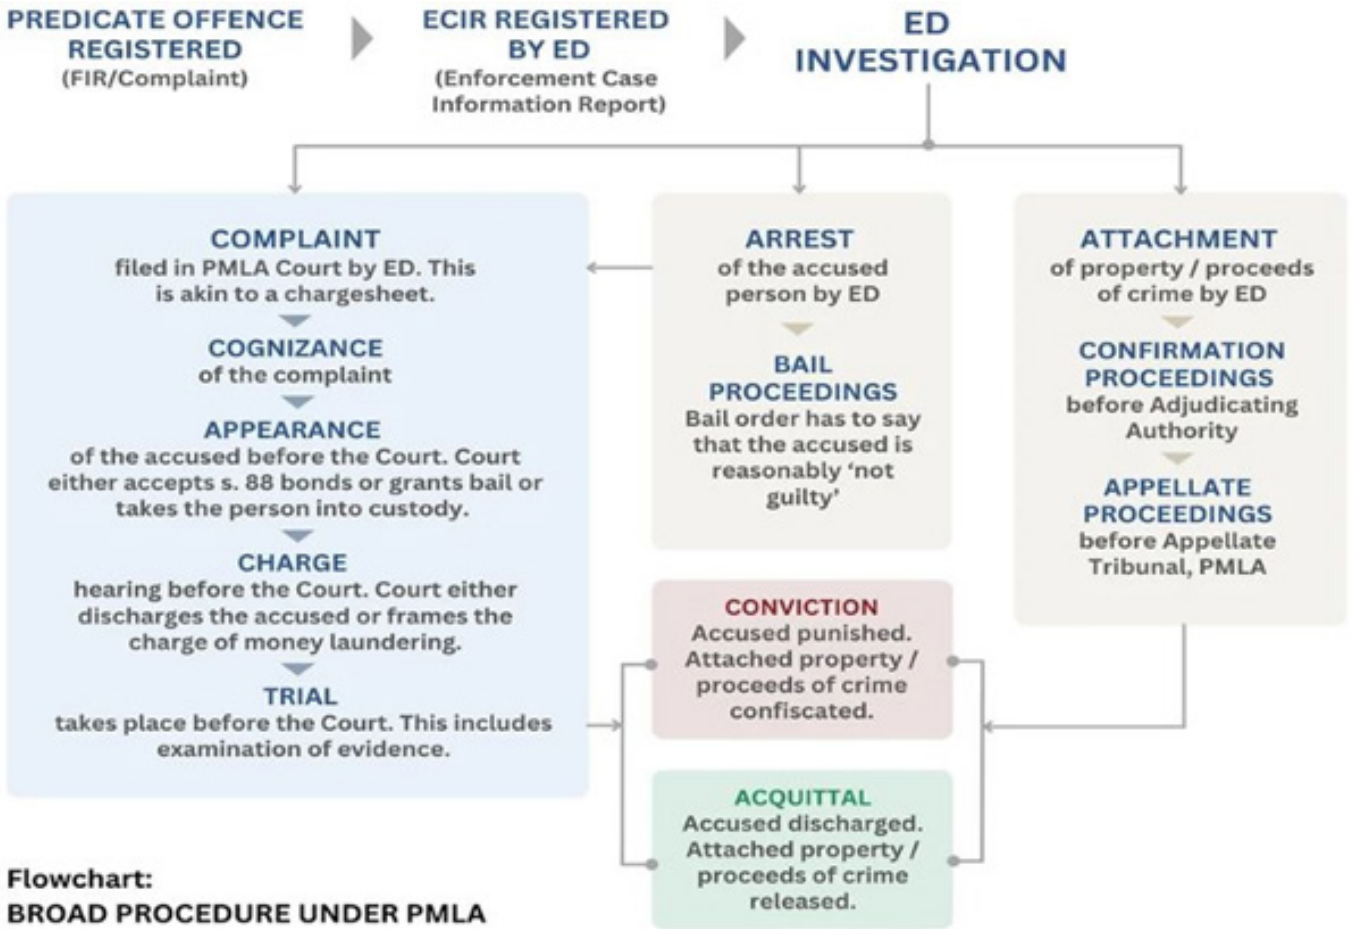 PREDICATE OFFENCE
REGISTERED
(FIR/Complaint)
ECIR REGISTERED
BY ED
(Enforcement Case
Information Report)
ED
INVESTIGATION
COMPLAINT
filed in PMLA Court by ED. This
is akin to a chargesheet.
COGNIZANCE
of the complaint
APPEARANCE
of the accused before the Court. Court
either accepts s. 88 bonds or grants bail or
takes the person into custody.
CHARGE
hearing before the Court. Court either
discharges the accused or frames the
charge of money laundering.
TRIAL
takes place before the Court. This includes
examination of evidence.
ARREST
of the accused
person by ED
BAIL
PROCEEDINGS
Bail order has to say
that the accused is
reasonably ‘not
guilty’
ATTACHMENT
of property / proceeds
of crime by ED
CONFIRMATION
PROCEEDINGS
before Adjudicating
Authority
APPELLATE
PROCEEDINGS
before Appellate
Tribunal, PMLA
CONVICTION
Accused punished.
Attached property /
proceeds of crime
confiscated.
ACQUITTAL
Accused discharged.
Attached property /
proceeds of crime
released.
Flowchart:
BROAD PROCEDURE UNDER PMLA